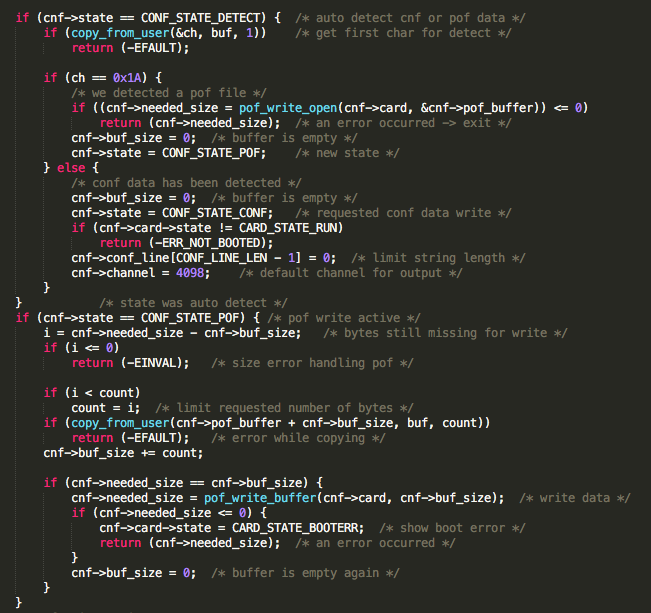 if (cnf->state == CONF_STATE_DETECT) {  /* auto detect cnf or pof data */
    if (copy_from_user(&ch, buf, 1))    /* get first char for detect */
        return (-EFAULT);

    if (ch == 0x1A) {
        /* we detected a pof file */
        if ((cnf->needed_size = pof_write_open(cnf->card, &cnf->pof_buffer)) <= 0)
            return (cnf->needed_size);  /* an error occurred -> exit */
        cnf->buf_size = 0;  /* buffer is empty */
        cnf->state = CONF_STATE_POF;    /* new state */
    } else {
        /* conf data has been detected */
        cnf->buf_size = 0;  /* buffer is empty */
        cnf->state = CONF_STATE_CONF;   /* requested conf data write */
        if (cnf->card->state != CARD_STATE_RUN)
            return (-ERR_NOT_BOOTED);
        cnf->conf_line[CONF_LINE_LEN - 1] = 0;  /* limit string length */
        cnf->channel = 4098;    /* default channel for output */
    }
}           /* state was auto detect */
if (cnf->state == CONF_STATE_POF) { /* pof write active */
    i = cnf->needed_size - cnf->buf_size;   /* bytes still missing for write */
    if (i <= 0)
        return (-EINVAL);   /* size error handling pof */

    if (i < count)
        count = i;  /* limit requested number of bytes */
    if (copy_from_user(cnf->pof_buffer + cnf->buf_size, buf, count))
        return (-EFAULT);   /* error while copying */
    cnf->buf_size += count;

    if (cnf->needed_size == cnf->buf_size) {
        cnf->needed_size = pof_write_buffer(cnf->card, cnf->buf_size);  /* write data */
        if (cnf->needed_size <= 0) {
            cnf->card->state = CARD_STATE_BOOTERR;  /* show boot error */
            return (cnf->needed_size);  /* an error occurred */
        }
        cnf->buf_size = 0;  /* buffer is empty again */
    }
}